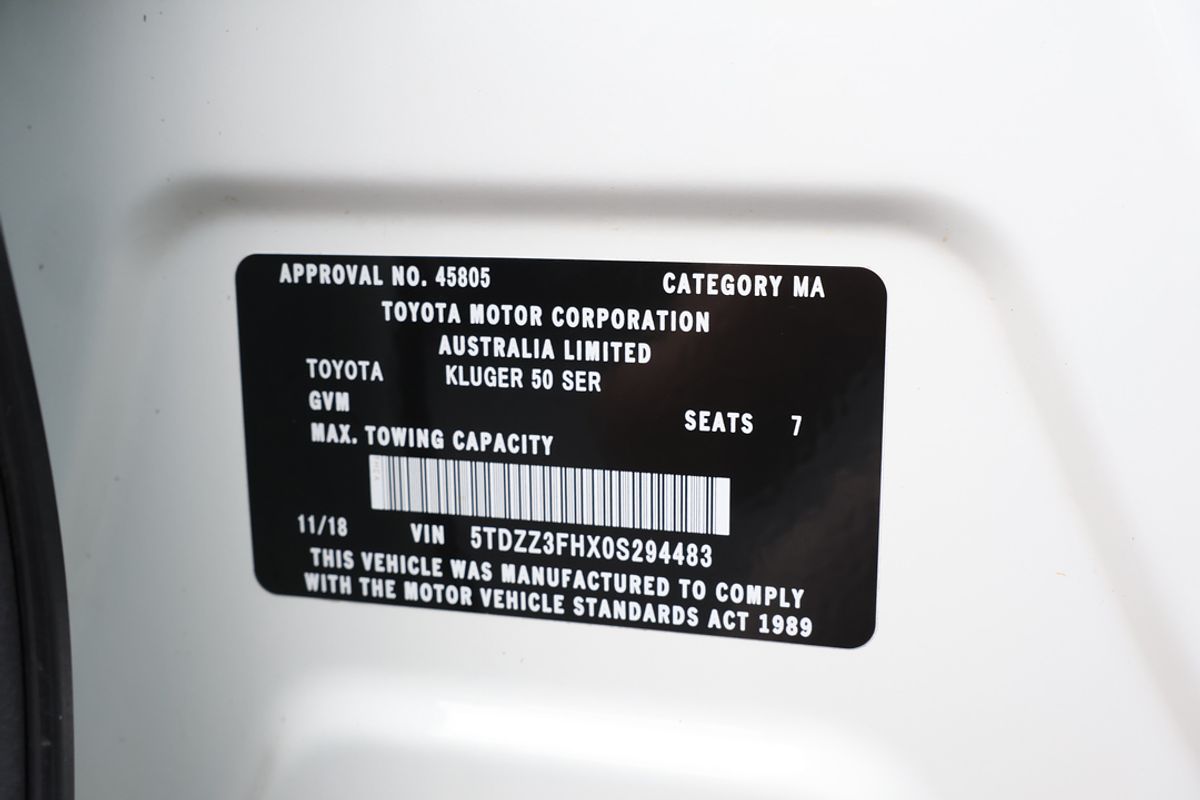 APPROVAL NO. 45805 CATEGORY MA
TOYOTA MOTOR CORPORATION
AUSTRALIA LIMITED
TOYOTA KLUGER 50 SER
GVM
SEATS 7
MAX. TOWING CAPACITY
11/18 VIN 5TDZZ3FHX0S294483
THIS VEHICLE WAS MANUFACTURED TO COMPLY
WITH THE MOTOR VEHICLE STANDARDS ACT 1989